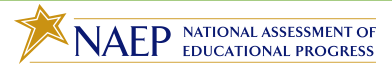 NAEP NATIONAL ASSESSMENT OF
EDUCATIONAL PROGRESS